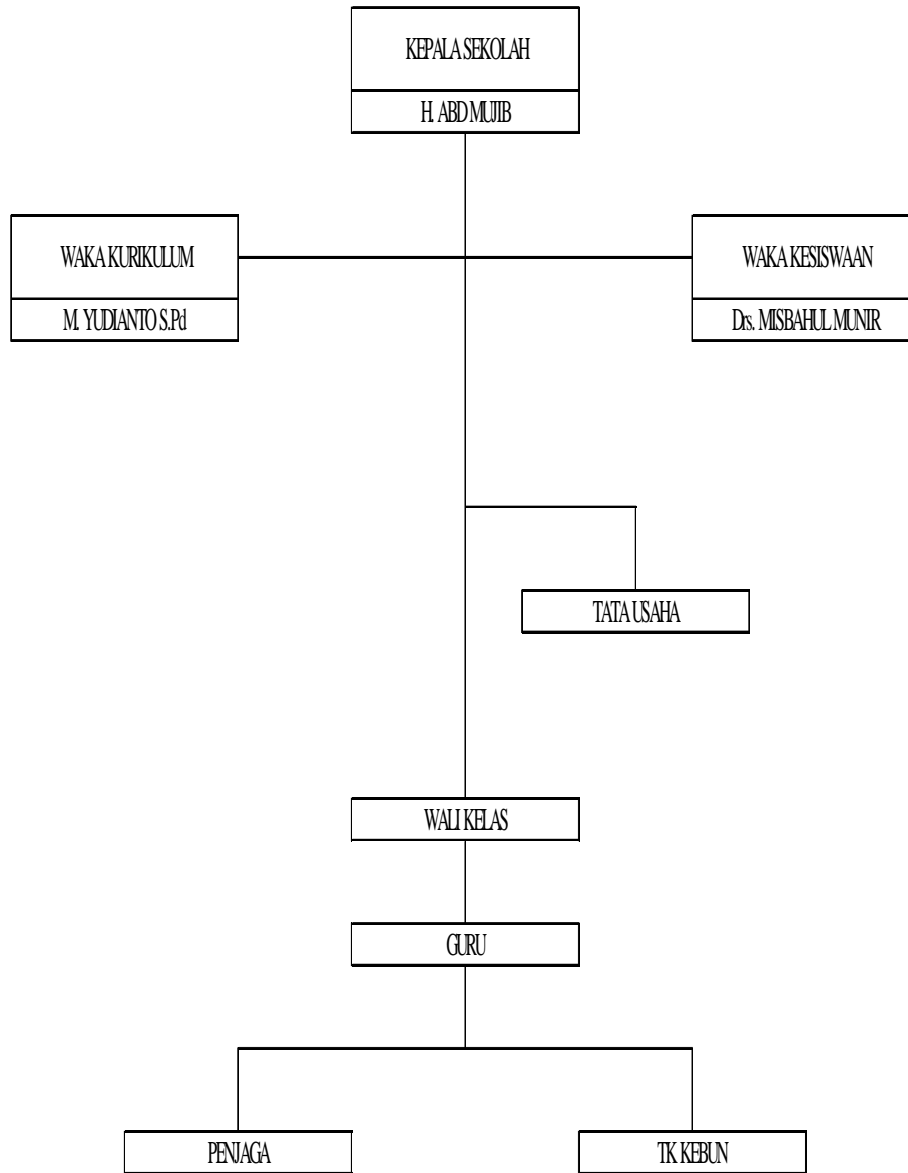 KEPALA SEKOLAH
H. ABD MUJIB
WAKA KURIKULUM
M. YUDIANTO S.Pd
WAKA KESISWAAN
Drs. MISBAHUL MUNIR
TATA USAHA
WALI KELAS
GURU
PENJAGA
TK KEBUN